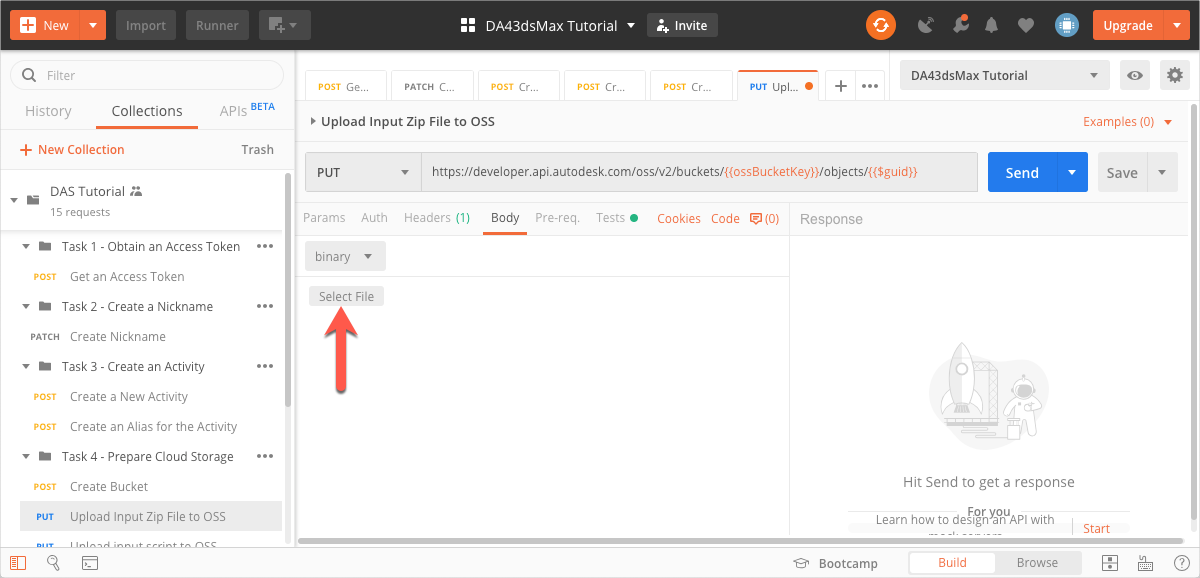 New
Import
Runner
DA43dsMax Tutorial
Invite
Upgrade
Filter
History
Collections
APIs BETA
New Collection
Trash
DAS Tutorial
15 requests
Task 1 - Obtain an Access Token
POST Get an Access Token
Task 2 - Create a Nickname
PATCH Create Nickname
Task 3 - Create an Activity
POST Create a New Activity
POST Create an Alias for the Activity
Task 4 - Prepare Cloud Storage
POST Create Bucket
PUT Upload Input Zip File to OSS
PUT Upload input script to OSS
POST Ge...
PATCH C...
POST Cr...
POST Cr...
POST Cr...
PUT Upl...
DA43dsMax Tutorial
Upload Input Zip File to OSS
Examples (0)
PUT
https://developer.api.autodesk.com/oss/v2/buckets/{{ossBucketKey}}/objects/{{$guid}}
Send
Save
Params
Auth
Headers (1)
Body
Pre-req.
Tests
Cookies
Code
(0)
Response
binary
Select File
Hit Send to get a response
For you
Learn how to design an API with
mock servers
Start
Bootcamp
Build
Browse